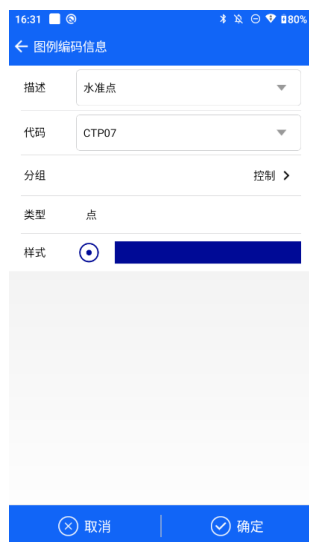 16:31 80%
图例编码信息
描述 水准点
代码 CTP07
分组 控制
类型 点
样式
取消 确定